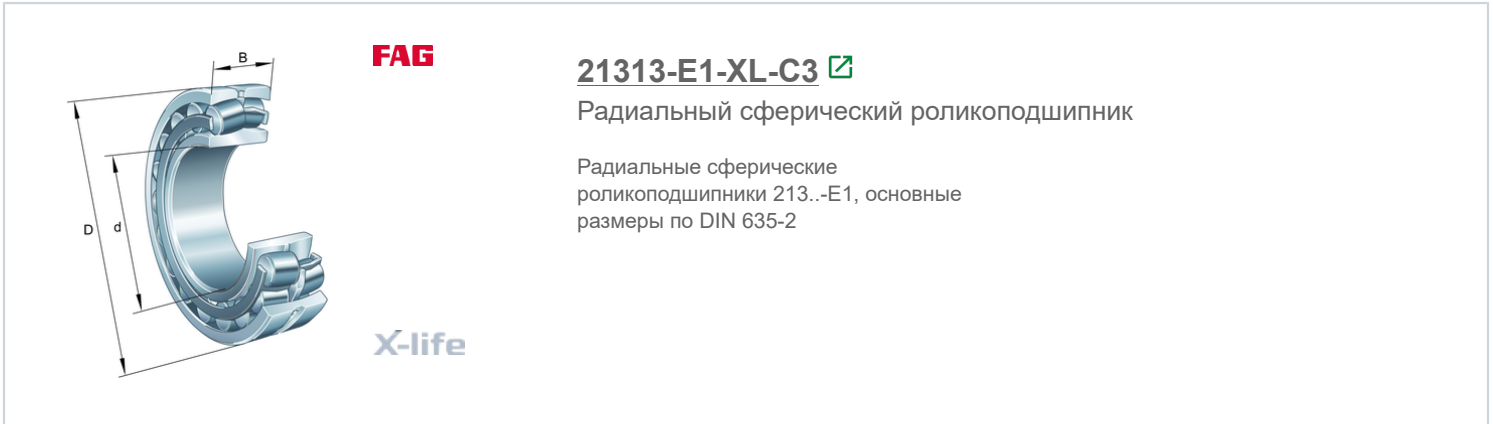 B
D
d
FAG
X-life
21313-E1-XL-C3
Радиальный сферический роликоподшипник
Радиальные сферические
роликоподшипники 213..-E1, основные
размеры по DIN 635-2